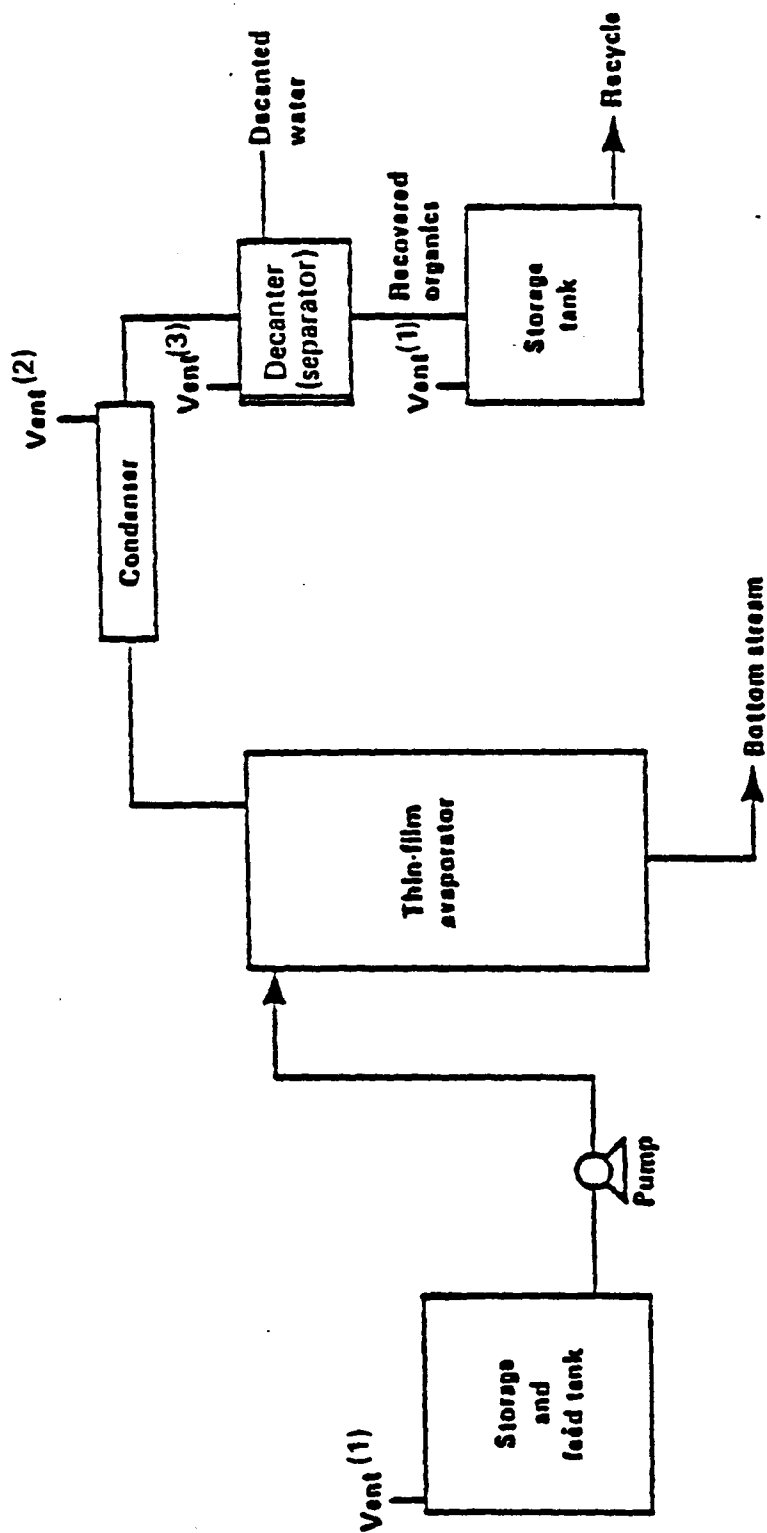 Vent (1)
Storage
and
feed tank
Pump
Thin-film
evaporator
Bottom stream
Condenser
Vent (2)
Vent (3)
Decanter
(separator)
Decanted
water
Vent (1)
Recovered
organics
Storage
tank
Recycle